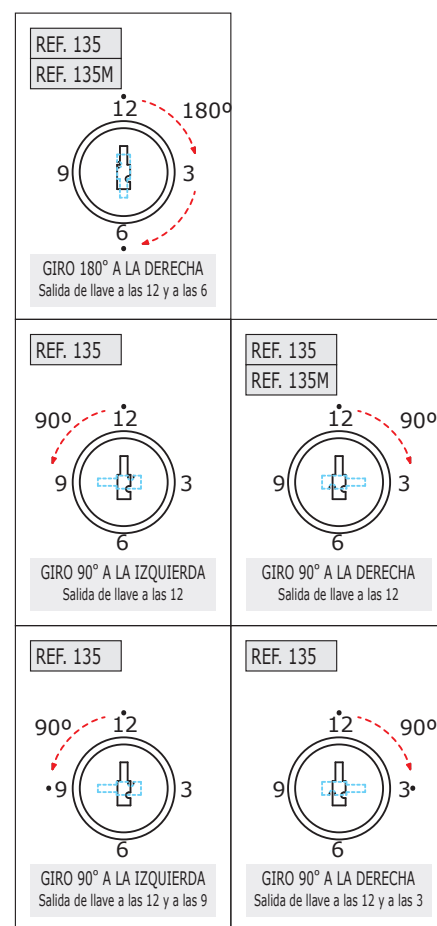 REF. 135
REF. 135M
12
180º
9
3
6
GIRO 180° A LA DERECHA
Salida de llave a las 12 y a las 6
REF. 135
90º
12
9
3
6
GIRO 90° A LA IZQUIERDA
Salida de llave a las 12
REF. 135
REF. 135M
12
90º
9
3
6
GIRO 90° A LA DERECHA
Salida de llave a las 12
REF. 135
90º
12
9
3
6
GIRO 90° A LA IZQUIERDA
Salida de llave a las 12 y a las 9
REF. 135
12
90º
9
3
6
GIRO 90° A LA DERECHA
Salida de llave a las 12 y a las 3